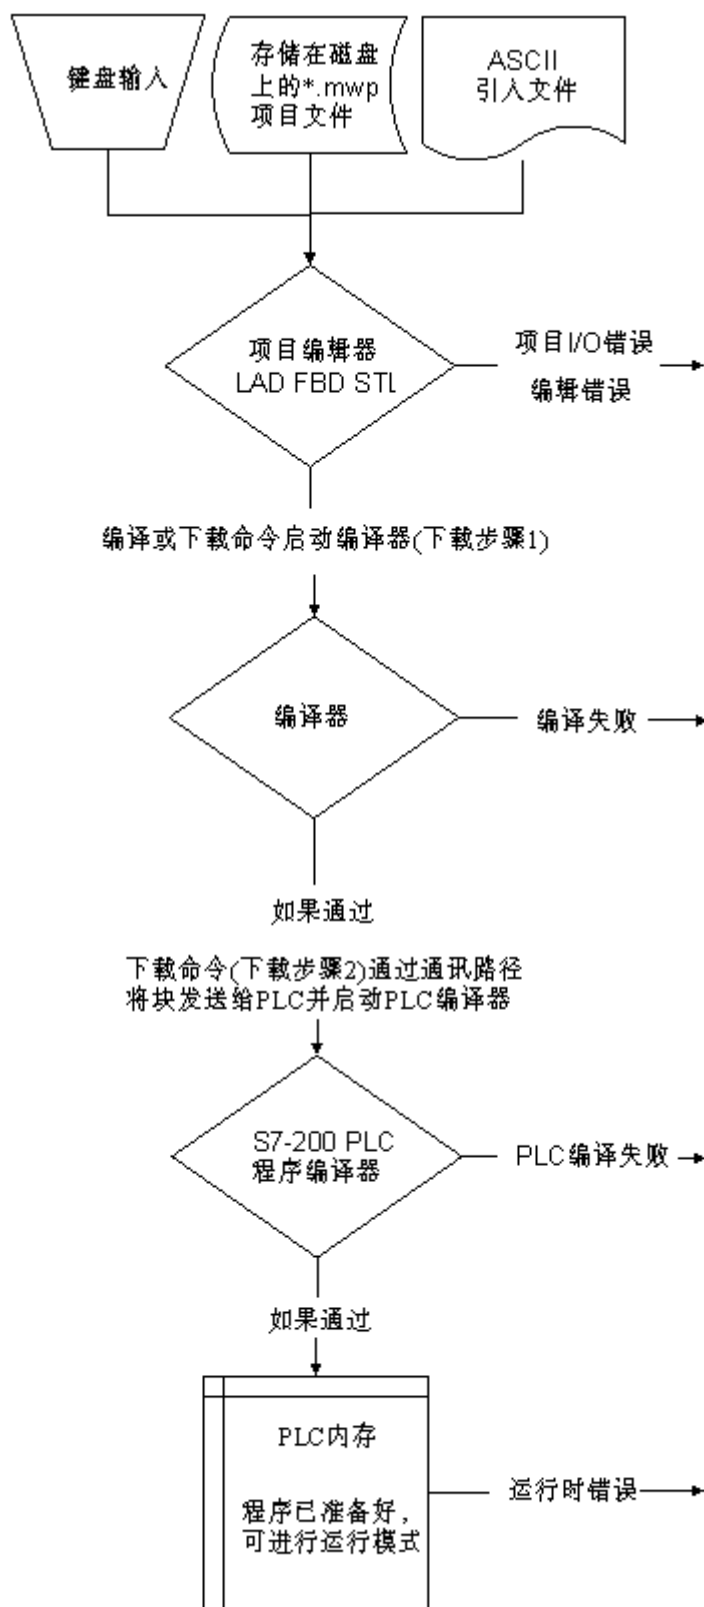 键盘输入
存储在磁盘
上的*.mwp
项目文件
ASCII
引入文件
项目编辑器
LAD FBD STL
项目I/O错误
编辑错误
编译或下载命令启动编译器(下载步骤1)
编译器
编译失败
如果通过
下载命令(下载步骤2)通过通讯路径
将块发送给PLC并启动PLC编译器
S7-200 PLC
程序编译器
PLC编译失败
如果通过
PLC内存
程序已准备好,
可进行运行模式
运行时错误